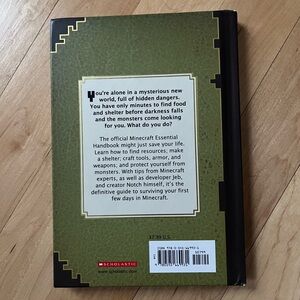 You're alone in a mysterious new
world, full of hidden dangers.
You have only minutes to find food
and shelter before darkness falls
and the monsters come looking
for you. What do you do?
The official Minecraft Essential
Handbook might just save your life.
Learn how to find resources; make
a shelter; craft tools, armor, and
weapons; and protect yourself from
monsters. With tips from Minecraft
experts, as well as developer Jeb,
and creator Notch himself, it's the
definitive guide to surviving your first
few days in Minecraft.
$7.99 U.S.
SCHOLASTIC
www.scholastic.com